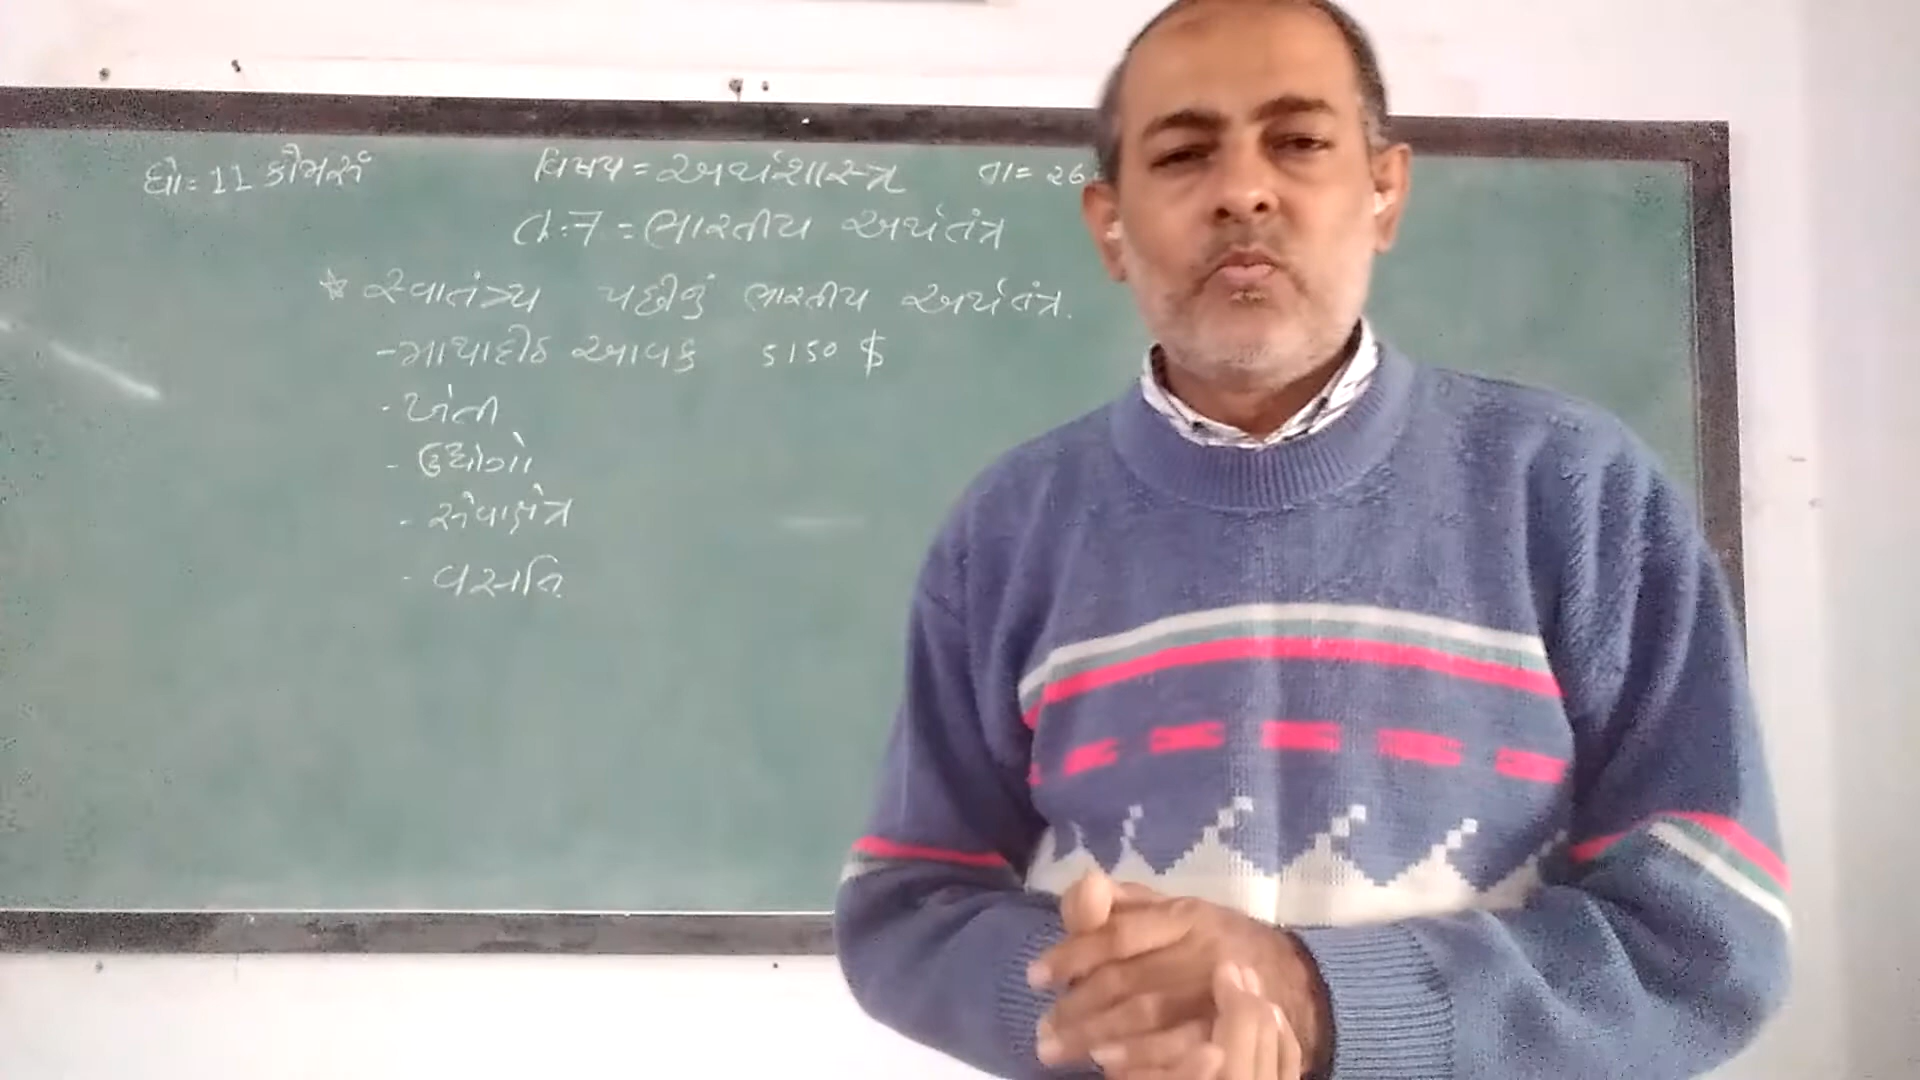 ધો:11 કોમર્સ વિષય = અર્થશાસ્ત્ર તા = 26
પા.7 = ભારતીય અર્થતંત્ર
☆ સ્વાતંત્ર્ય પછીનું ભારતીય અર્થતંત્ર.
- માથાદીઠ આવક 5150 $
- ખેતી
- ઉદ્યોગો
- સેવાક્ષેત્ર
- વસતિ